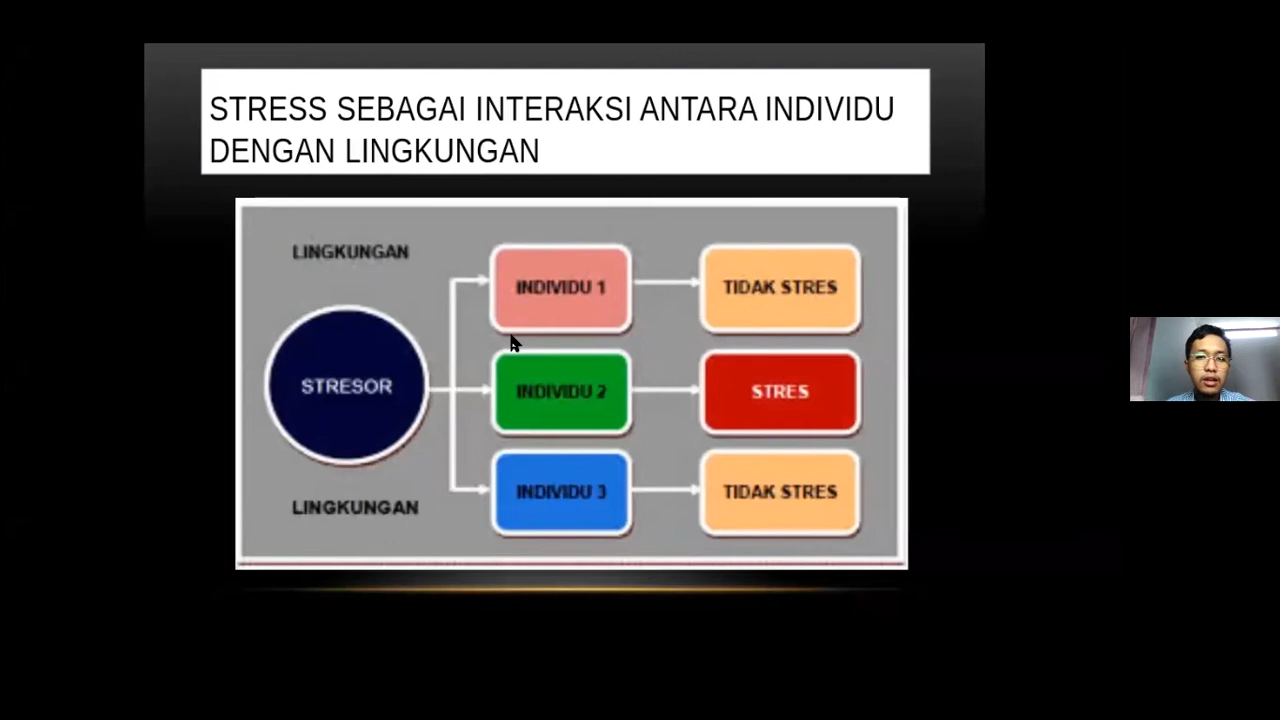 STRESS SEBAGAI INTERAKSI ANTARA INDIVIDU
DENGAN LINGKUNGAN
LINGKUNGAN
STRESOR
LINGKUNGAN
INDIVIDU 1
TIDAK STRES
INDIVIDU 2
STRES
INDIVIDU 3
TIDAK STRES